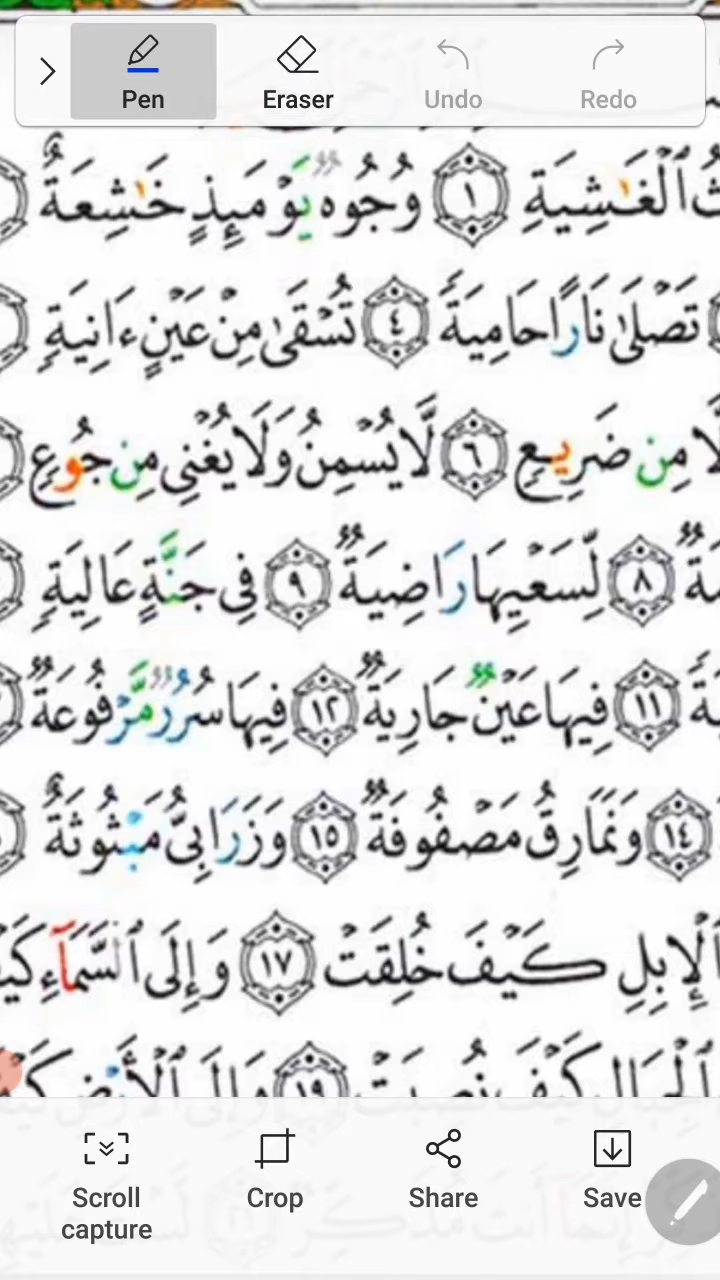 Pen Eraser Undo Redo
ٱلْغَـٰشِيَةِ ١ وُجُوهٌ يَوْمَئِذٍ خَـٰشِعَةٌ
تَصْلَىٰ نَارًا حَامِيَةً ٤ تُسْقَىٰ مِنْ عَيْنٍ ءَانِيَةٍ
مِن ضَرِيعٍ ٦ لَّا يُسْمِنُ وَلَا يُغْنِى مِن جُوعٍ
٨ لِّسَعْيِهَا رَاضِيَةٌ ٩ فِى جَنَّةٍ عَالِيَةٍ
١١ فِيهَا عَيْنٌ جَارِيَةٌ ١٢ فِيهَا سُرُرٌ مَّرْفُوعَةٌ
١٤ وَنَمَارِقُ مَصْفُوفَةٌ ١٥ وَزَرَابِىُّ مَبْثُوثَةٌ
ٱلْإِبِلِ كَيْفَ خُلِقَتْ ١٧ وَإِلَى ٱلسَّمَآءِ
Scroll capture Crop Share Save